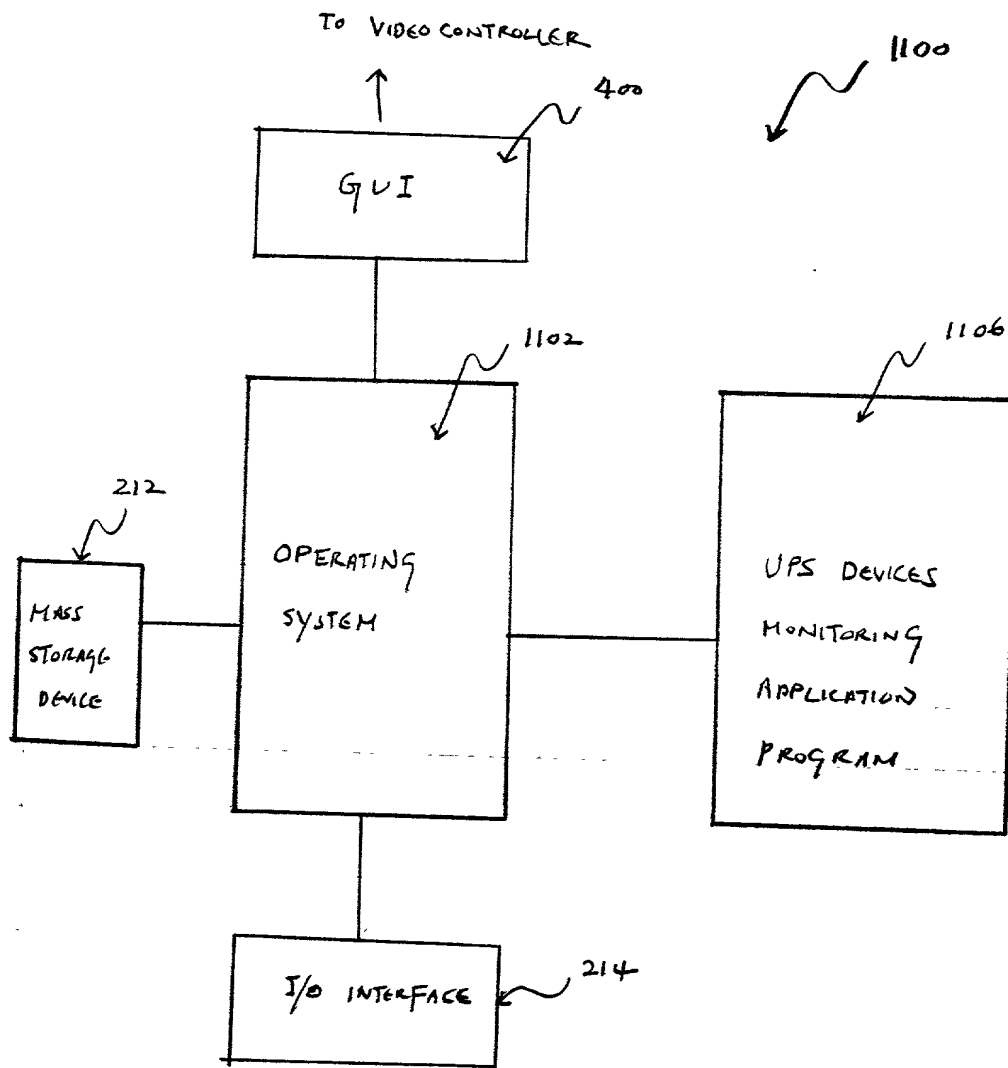 TO VIDEO CONTROLLER
1100
400
GUI
1102
1106
212
OPERATING
SYSTEM
MASS
STORAGE
DEVICE
UPS DEVICES
MONITORING
APPLICATION
PROGRAM
I/O INTERFACE
214